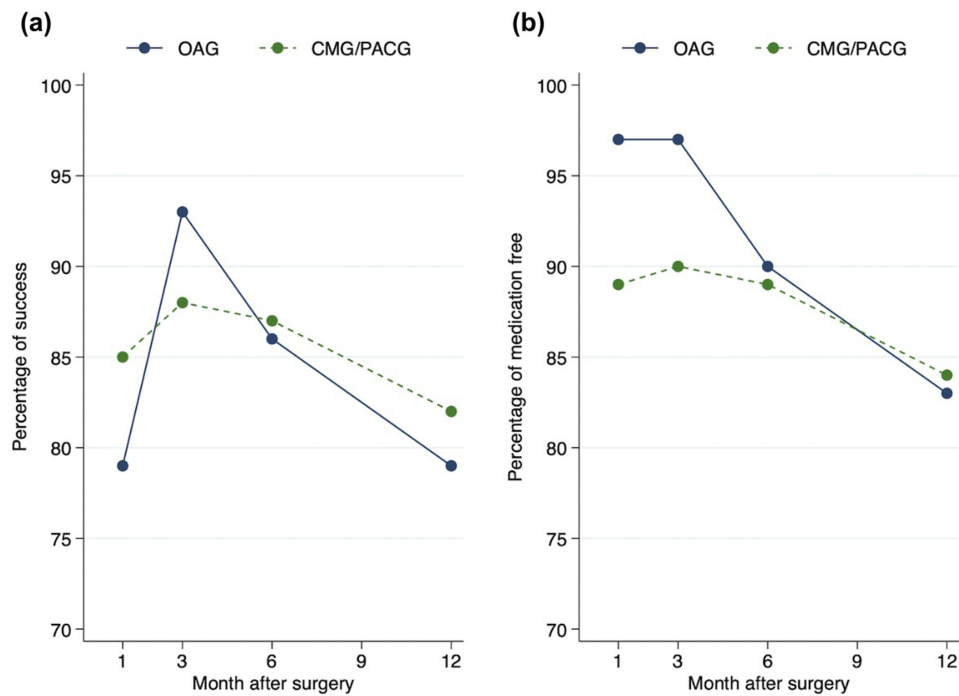 (a)
OAG CMG/PACG
Percentage of success
100
95
90
85
80
75
70
1 3 6 9 12
Month after surgery
(b)
OAG CMG/PACG
Percentage of medication free
100
95
90
85
80
75
70
1 3 6 9 12
Month after surgery